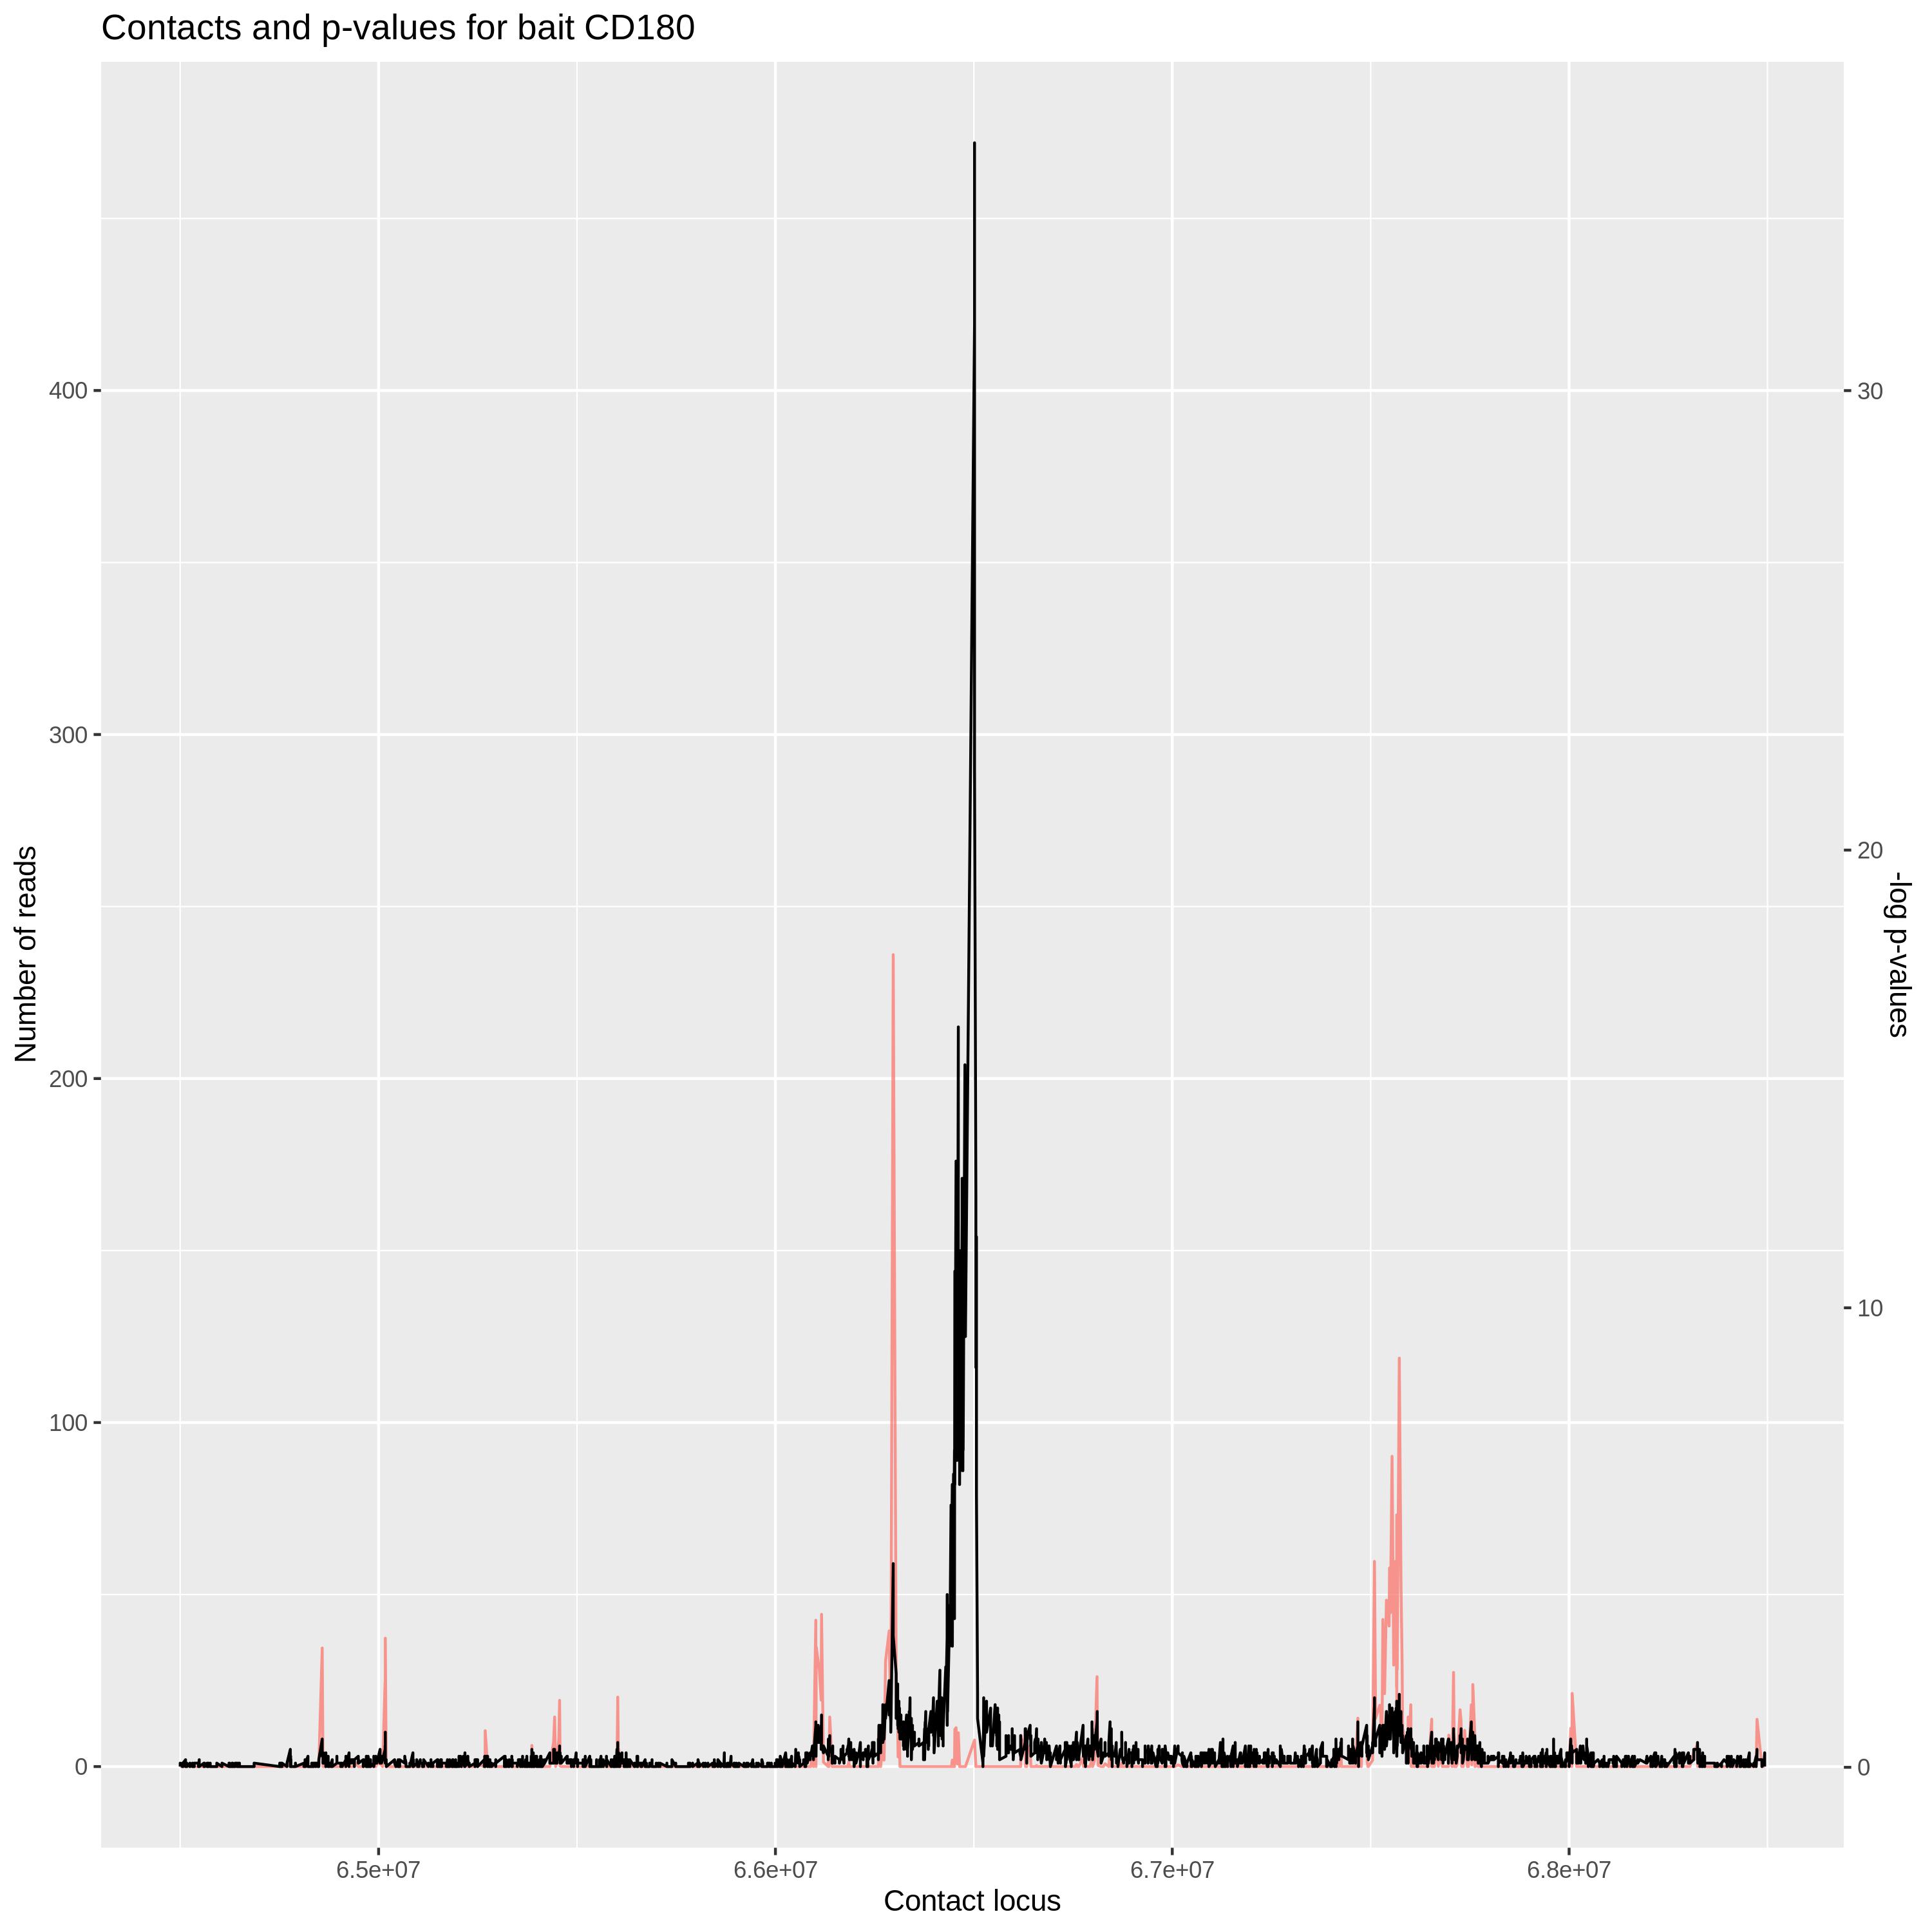 Contacts and p-values for bait CD180
Number of reads
400
300
200
100
0
30
20
10
0
-log p-values
6.5e+07
6.6e+07
6.7e+07
6.8e+07
Contact locus